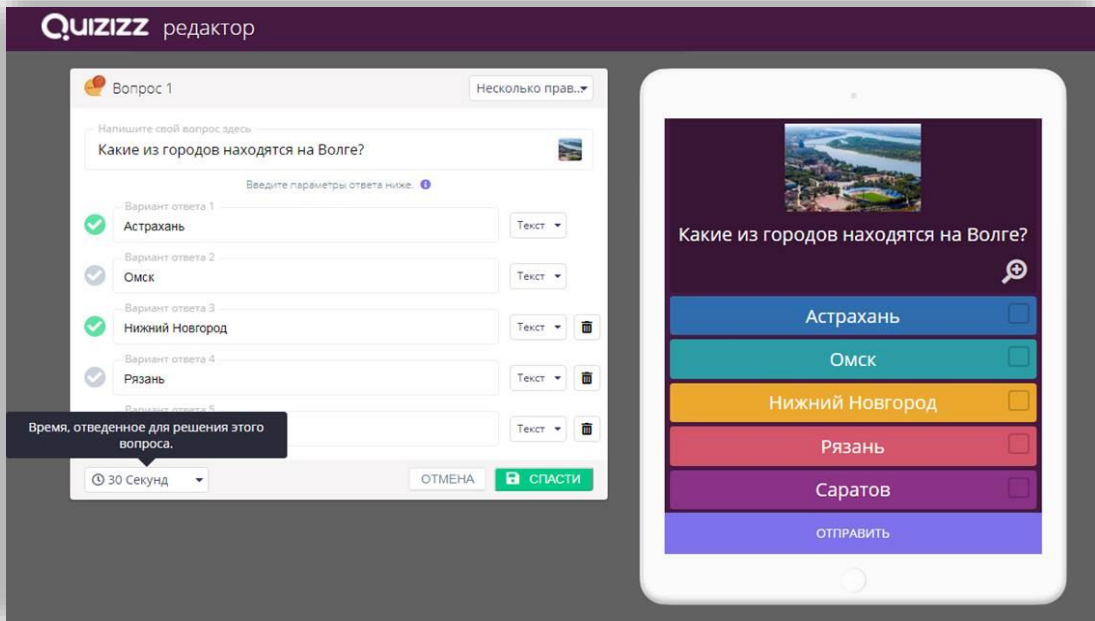 Quizizz редактор
Вопрос 1
Несколько прав..
Напишите свой вопрос здесь
Какие из городов находятся на Волге?
Введите параметры ответа ниже.
Вариант ответа 1
Астрахань
Текст
Вариант ответа 2
Омск
Текст
Вариант ответа 3
Нижний Новгород
Текст
Вариант ответа 4
Рязань
Текст
Вариант ответа 5
Текст
Время, отведенное для решения этого
вопроса.
30 Секунд
ОТМЕНА
СПАСТИ
Какие из городов находятся на Волге?
Астрахань
Омск
Нижний Новгород
Рязань
Саратов
ОТПРАВИТЬ